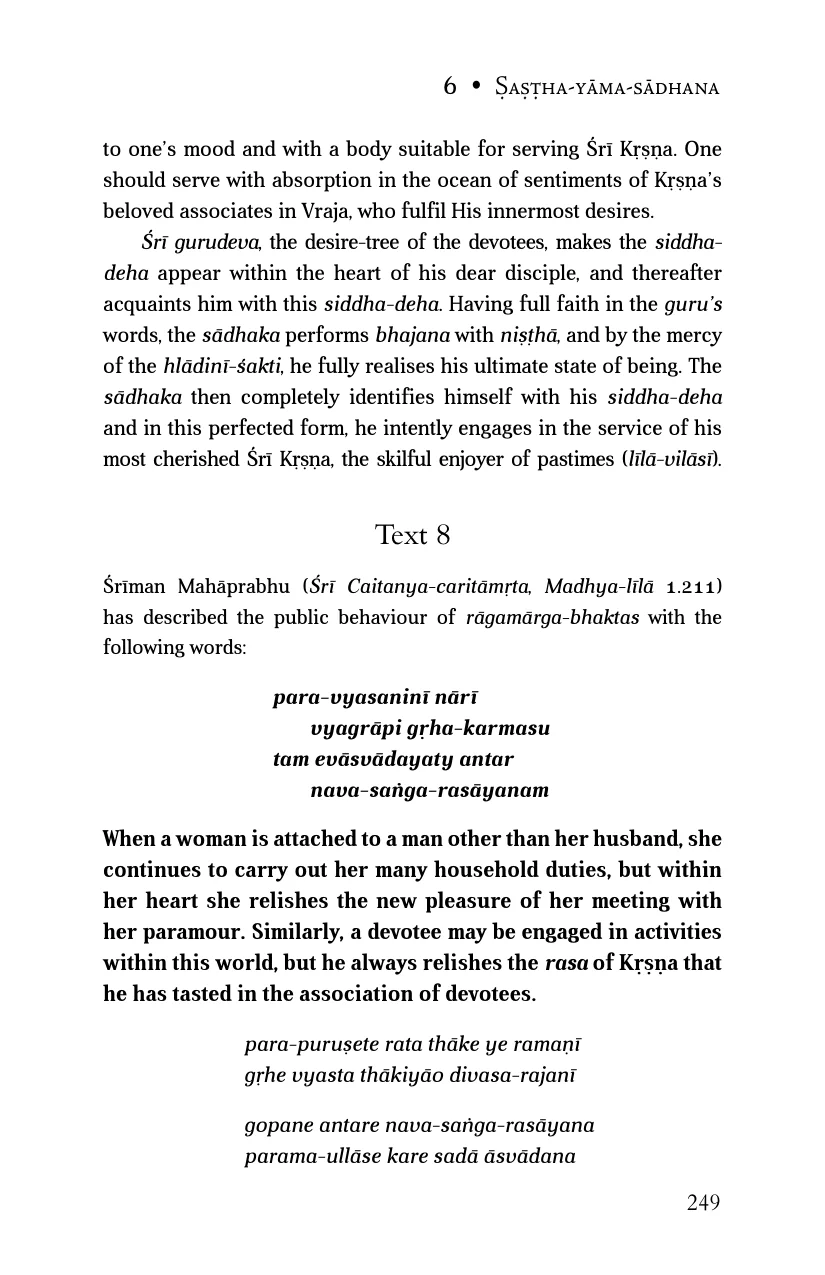 6 • Ṣaṣṭha-yāma-sādhana
to one’s mood and with a body suitable for serving Śrī Kṛṣṇa. One
should serve with absorption in the ocean of sentiments of Kṛṣṇa’s
beloved associates in Vraja, who fulfil His innermost desires.
Śrī gurudeva, the desire-tree of the devotees, makes the siddha-
deha appear within the heart of his dear disciple, and thereafter
acquaints him with this siddha-deha. Having full faith in the guru’s
words, the sādhaka performs bhajana with niṣṭhā, and by the mercy
of the hlādinī-śakti, he fully realises his ultimate state of being. The
sādhaka then completely identifies himself with his siddha-deha
and in this perfected form, he intently engages in the service of his
most cherished Śrī Kṛṣṇa, the skilful enjoyer of pastimes (līlā-vilāsī).
Text 8
Śrīman Mahāprabhu (Śrī Caitanya-caritāmṛta, Madhya-līlā 1.211)
has described the public behaviour of rāgamārga-bhaktas with the
following words:
para-vyasaninī nārī
vyagrāpi gṛha-karmasu
tam evāsvādayaty antar
nava-saṅga-rasāyanam
When a woman is attached to a man other than her husband, she
continues to carry out her many household duties, but within
her heart she relishes the new pleasure of her meeting with
her paramour. Similarly, a devotee may be engaged in activities
within this world, but he always relishes the rasa of Kṛṣṇa that
he has tasted in the association of devotees.
para-puruṣete rata thāke ye ramaṇī
gṛhe vyasta thākiyāo divasa-rajanī
gopane antare nava-saṅga-rasāyana
parama-ullāse kare sadā āsvādana
249